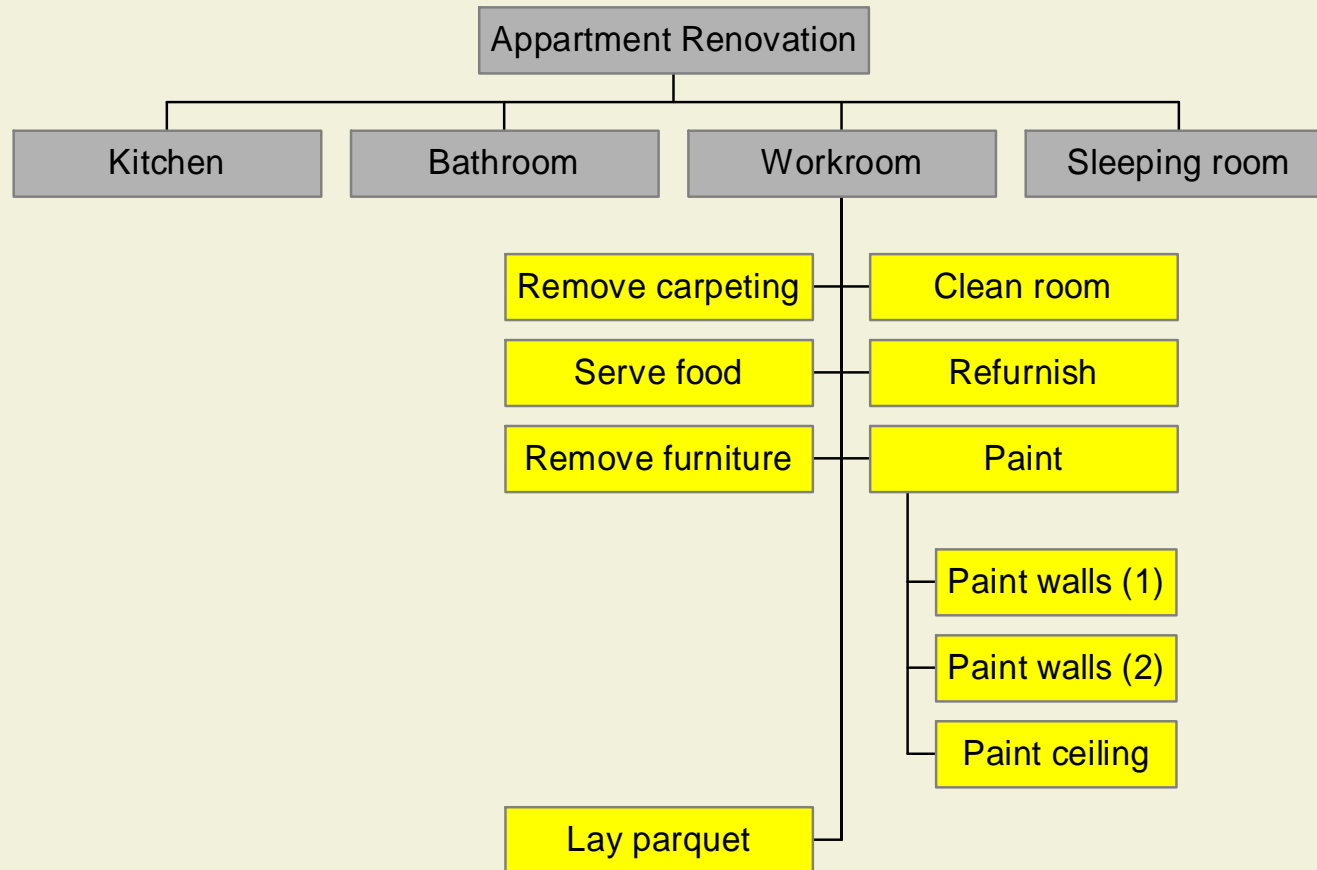 Appartment Renovation
Kitchen
Bathroom
Workroom
Sleeping room
Remove carpeting
Clean room
Serve food
Refurnish
Remove furniture
Paint
Paint walls (1)
Paint walls (2)
Paint ceiling
Lay parquet